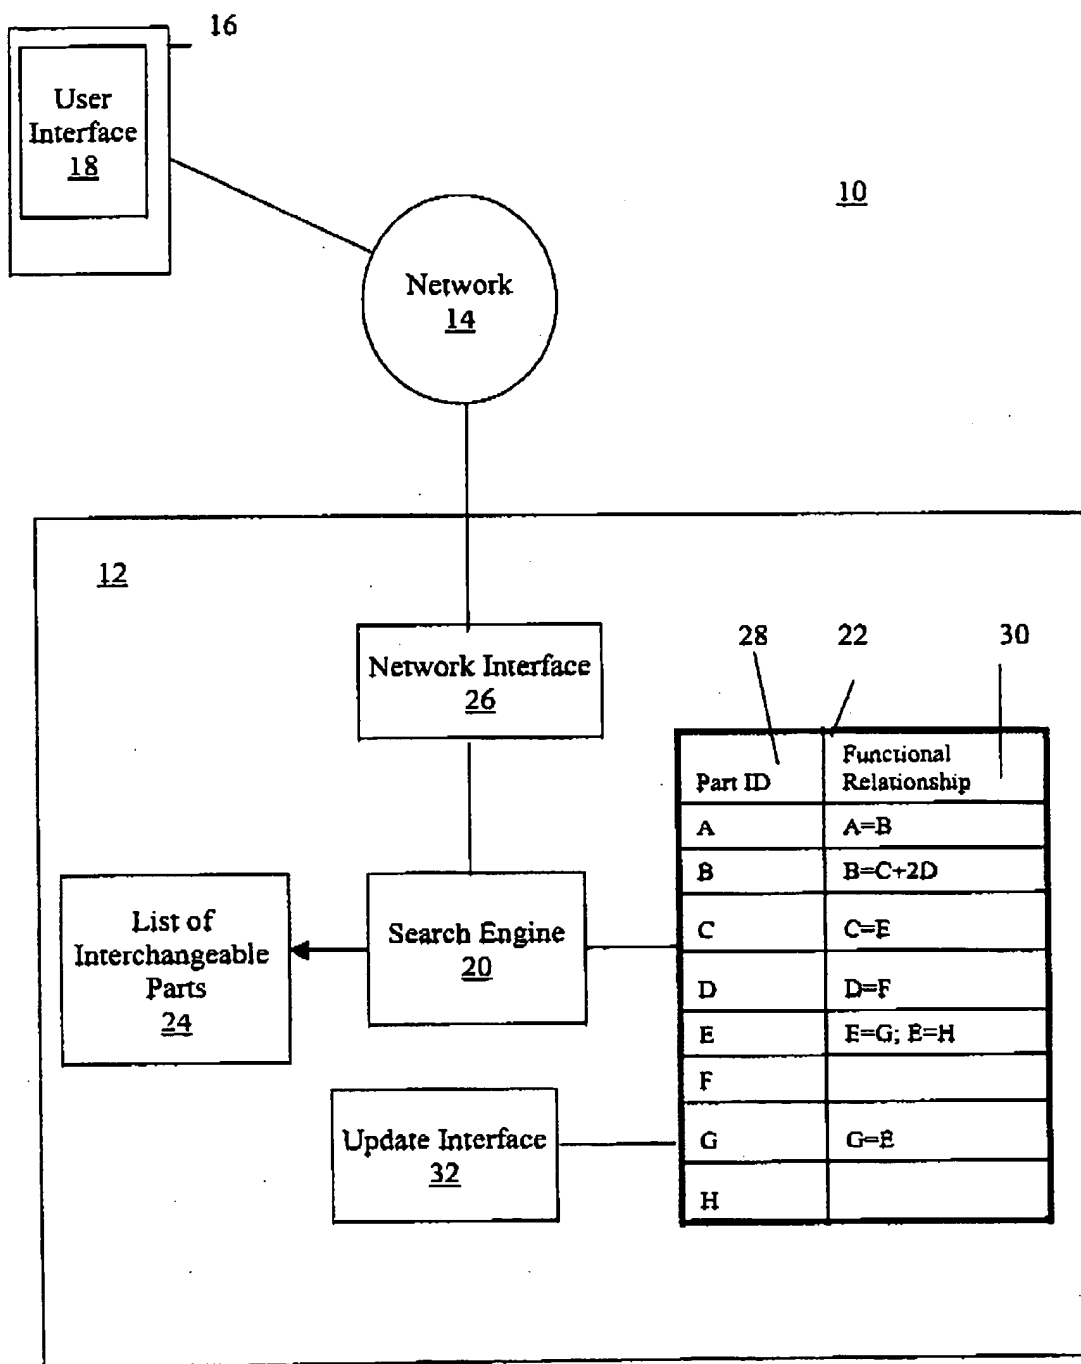 16
User
Interface
18
10
Network
14
12
Network Interface
26
28 22 30
Part ID Functional
Relationship
A A=B
B B=C+2D
C C=E
D D=F
E E=G; E=H
F
G G=E
H
List of
Interchangeable
Parts
24
Search Engine
20
Update Interface
32